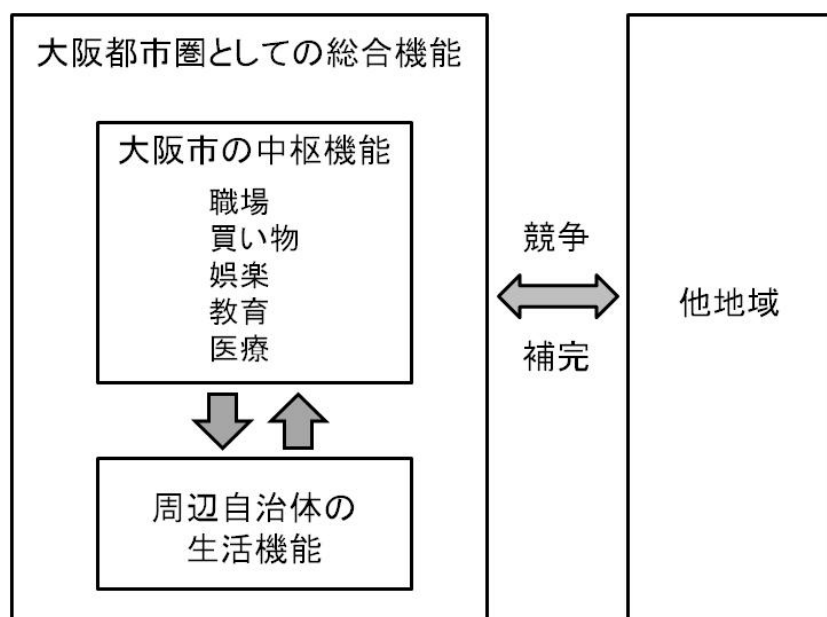 大阪都市圏としての総合機能
大阪市の中枢機能
職場
買い物
娯楽
教育
医療
周辺自治体の
生活機能
競争
補完
他地域